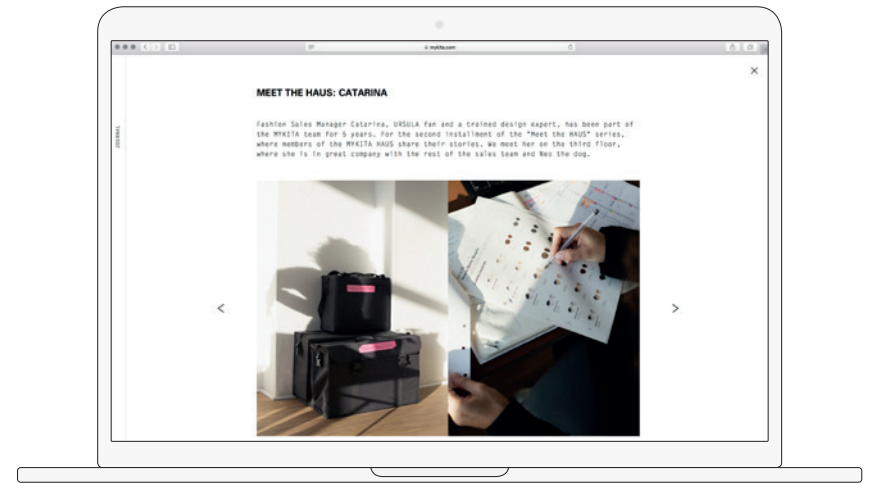 mykita.com
JOURNAL
MEET THE HAUS: CATARINA
Fashion Sales Manager Catarina, URSULA fan and a trained design expert, has been part of
the MYKITA team for 5 years. For the second installment of the "Meet the HAUS" series,
where members of the MYKITA HAUS share their stories. We meet her on the third floor,
where she is in great company with the rest of the sales team and Neo the dog.